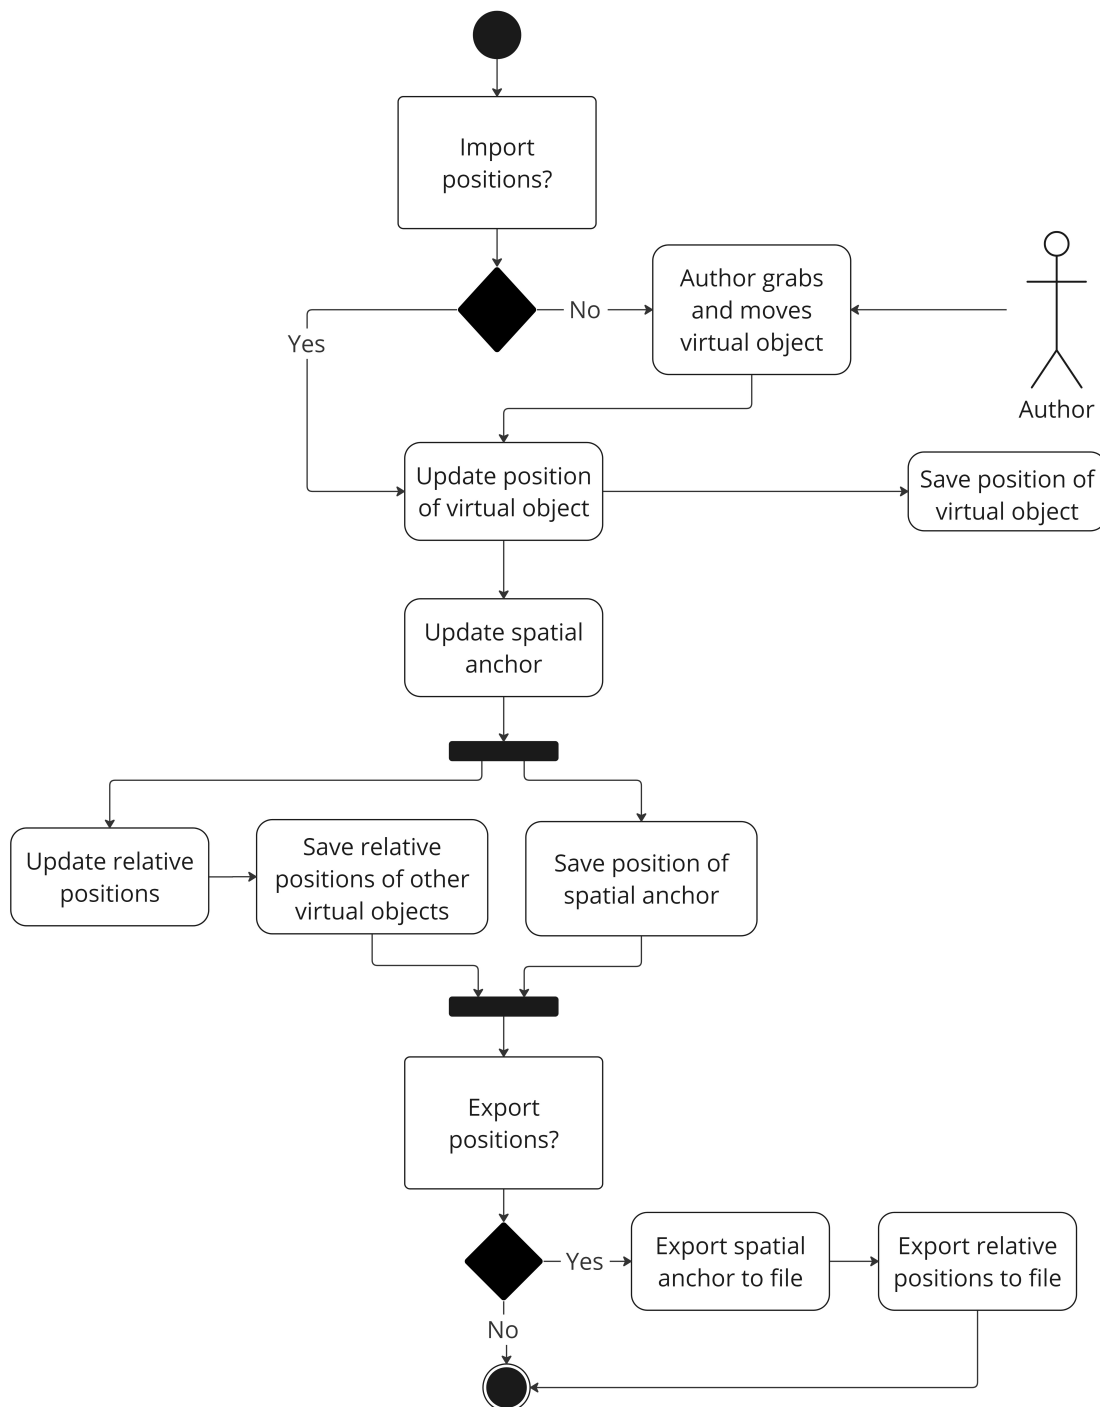 Import
positions?
No
Author grabs
and moves
virtual object
Yes
Author
Update position
of virtual object
Save position of
virtual object
Update spatial
anchor
Update relative
positions
Save relative
positions of other
virtual objects
Save position of
spatial anchor
Export
positions?
Yes
Export spatial
anchor to file
Export relative
positions to file
No